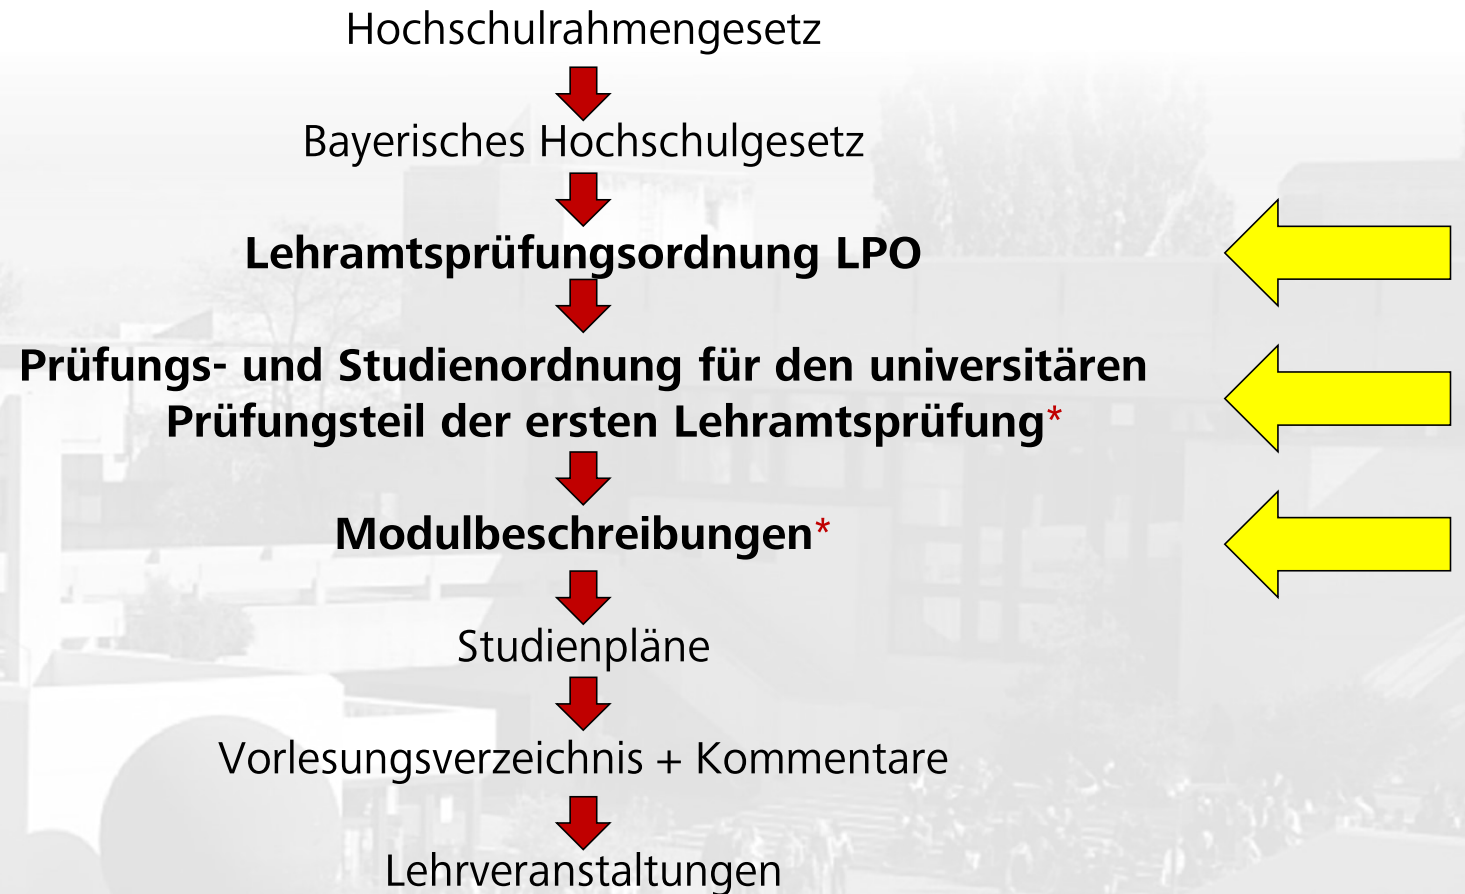 Hochschulrahmengesetz
Bayerisches Hochschulgesetz
Lehramtsprüfungsordnung LPO
Prüfungs- und Studienordnung für den universitären
Prüfungsteil der ersten Lehramtsprüfung*
Modulbeschreibungen*
Studienpläne
Vorlesungsverzeichnis + Kommentare
Lehrveranstaltungen